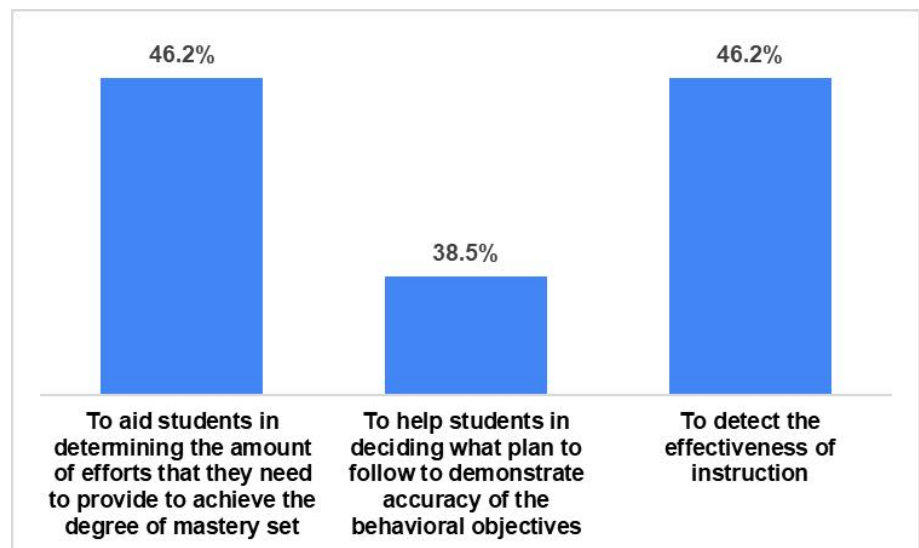 46.2%
46.2%
38.5%
To aid students in
determining the amount
of efforts that they need
to provide to achieve the
degree of mastery set
To help students in
deciding what plan to
follow to demonstrate
accuracy of the
behavioral objectives
To detect the
effectiveness of
instruction